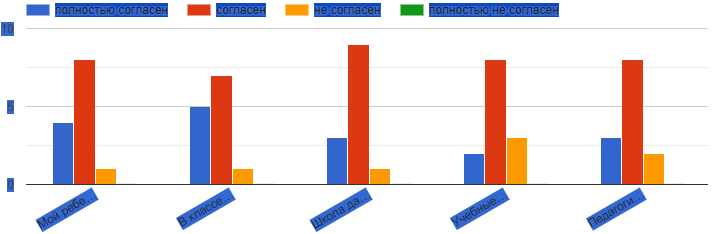 полностью согласен
согласен
не согласен
полностью не согласен
10
5
0
Мой ребе...
В классе...
Школа да...
Учебные...
Педагоги...